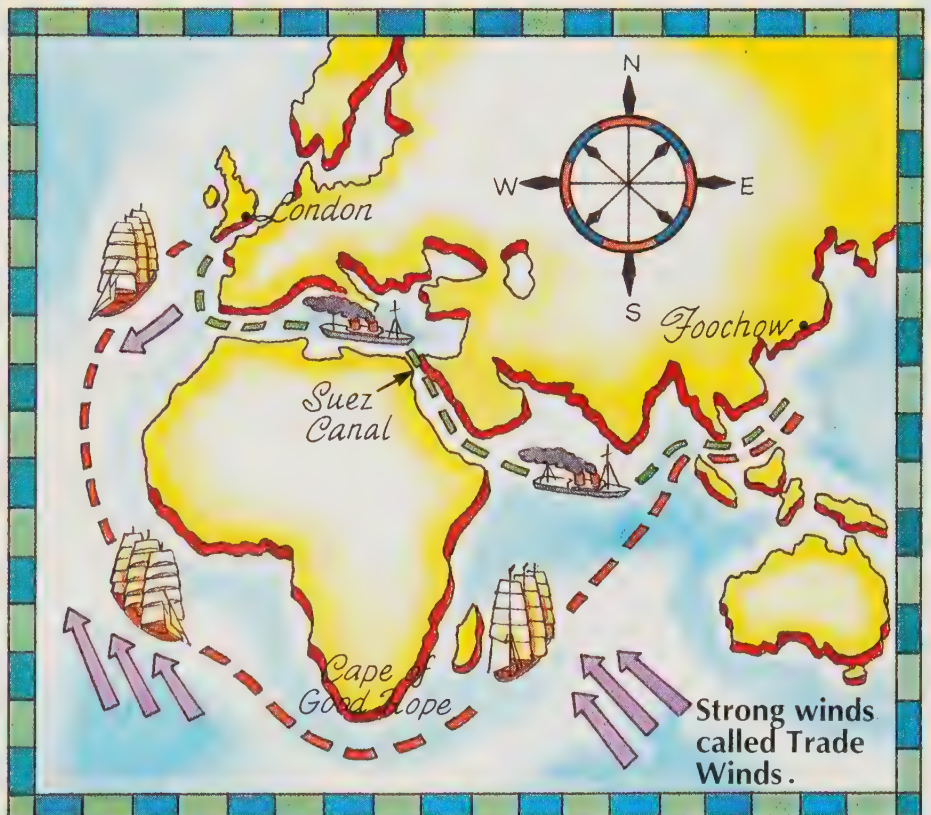 N
W
E
S
London
Foochow
Suez
Canal
Cape of
Good Hope
Strong winds
called Trade
Winds.